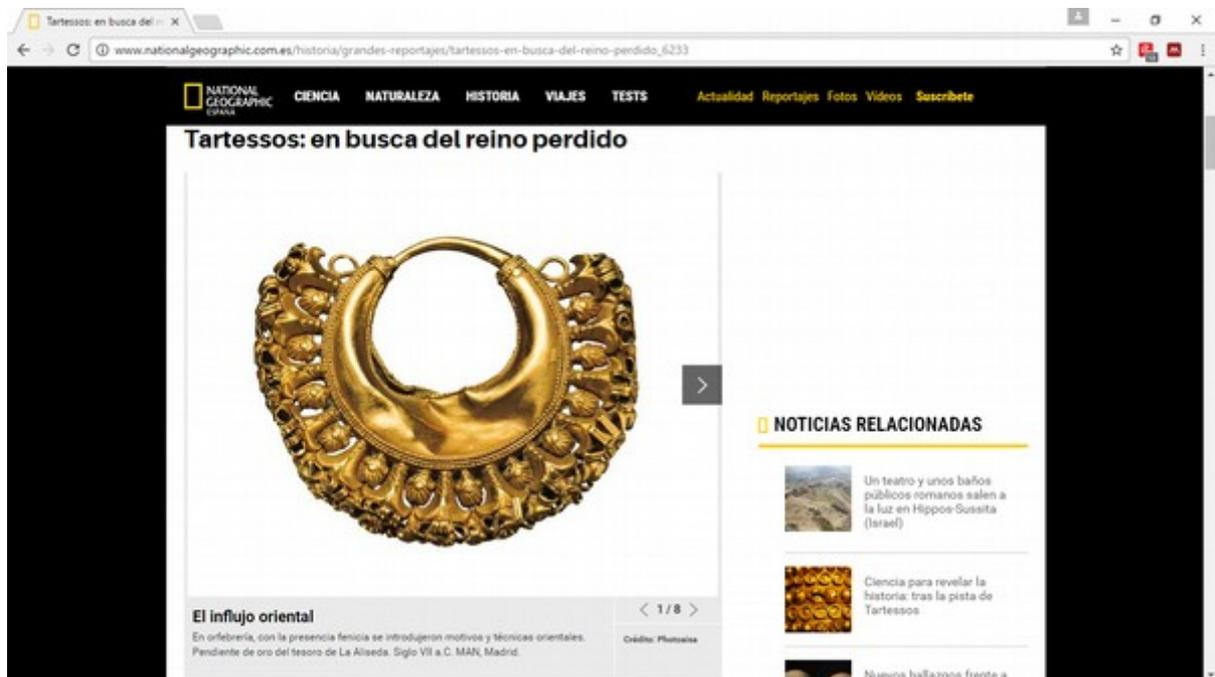 Tartessos: en busca del r
www.nationalgeographic.com.es/historia/grandes-reportajes/tartessos-en-busca-del-reino-perdido_6233
NATIONAL
GEOGRAPHIC
ESPAÑA
CIENCIA NATURALEZA HISTORIA VIAJES TESTS Actualidad Reportajes Fotos Vídeos Suscríbete
Tartessos: en busca del reino perdido
El influjo oriental
En orfebrería, con la presencia fenicia se introdujeron motivos y técnicas orientales.
Pendiente de oro del tesoro de La Aliseda. Siglo VII a.C. MAN, Madrid.
1 / 8
Crédito: Photoaisa
NOTICIAS RELACIONADAS
Un teatro y unos baños
públicos romanos salen a
la luz en Hippos-Sussita
(Israel)
Ciencia para revelar la
historia: tras la pista de
Tartessos
Nuevos hallazgos frente a